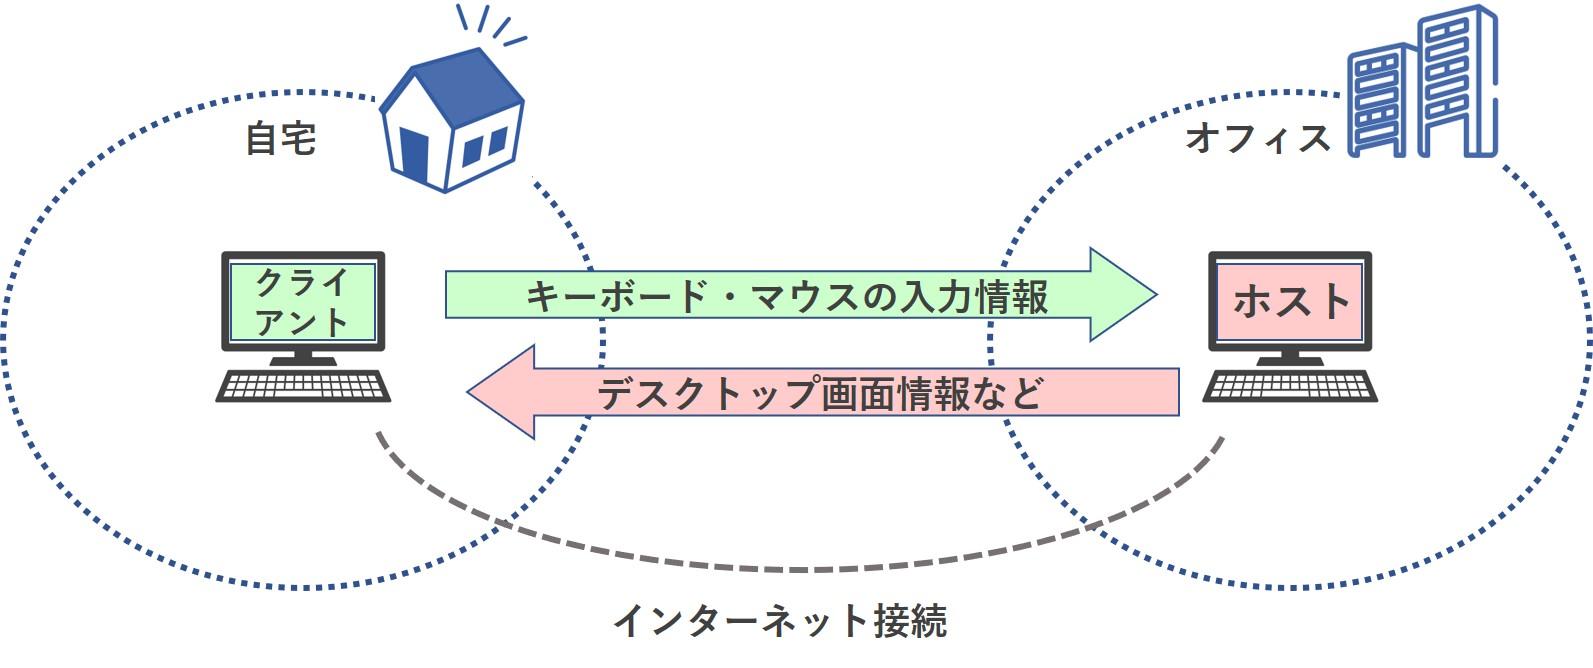 自宅
オフィス
クライ
アント
キーボード・マウスの入力情報
ホスト
デスクトップ画面情報など
インターネット接続